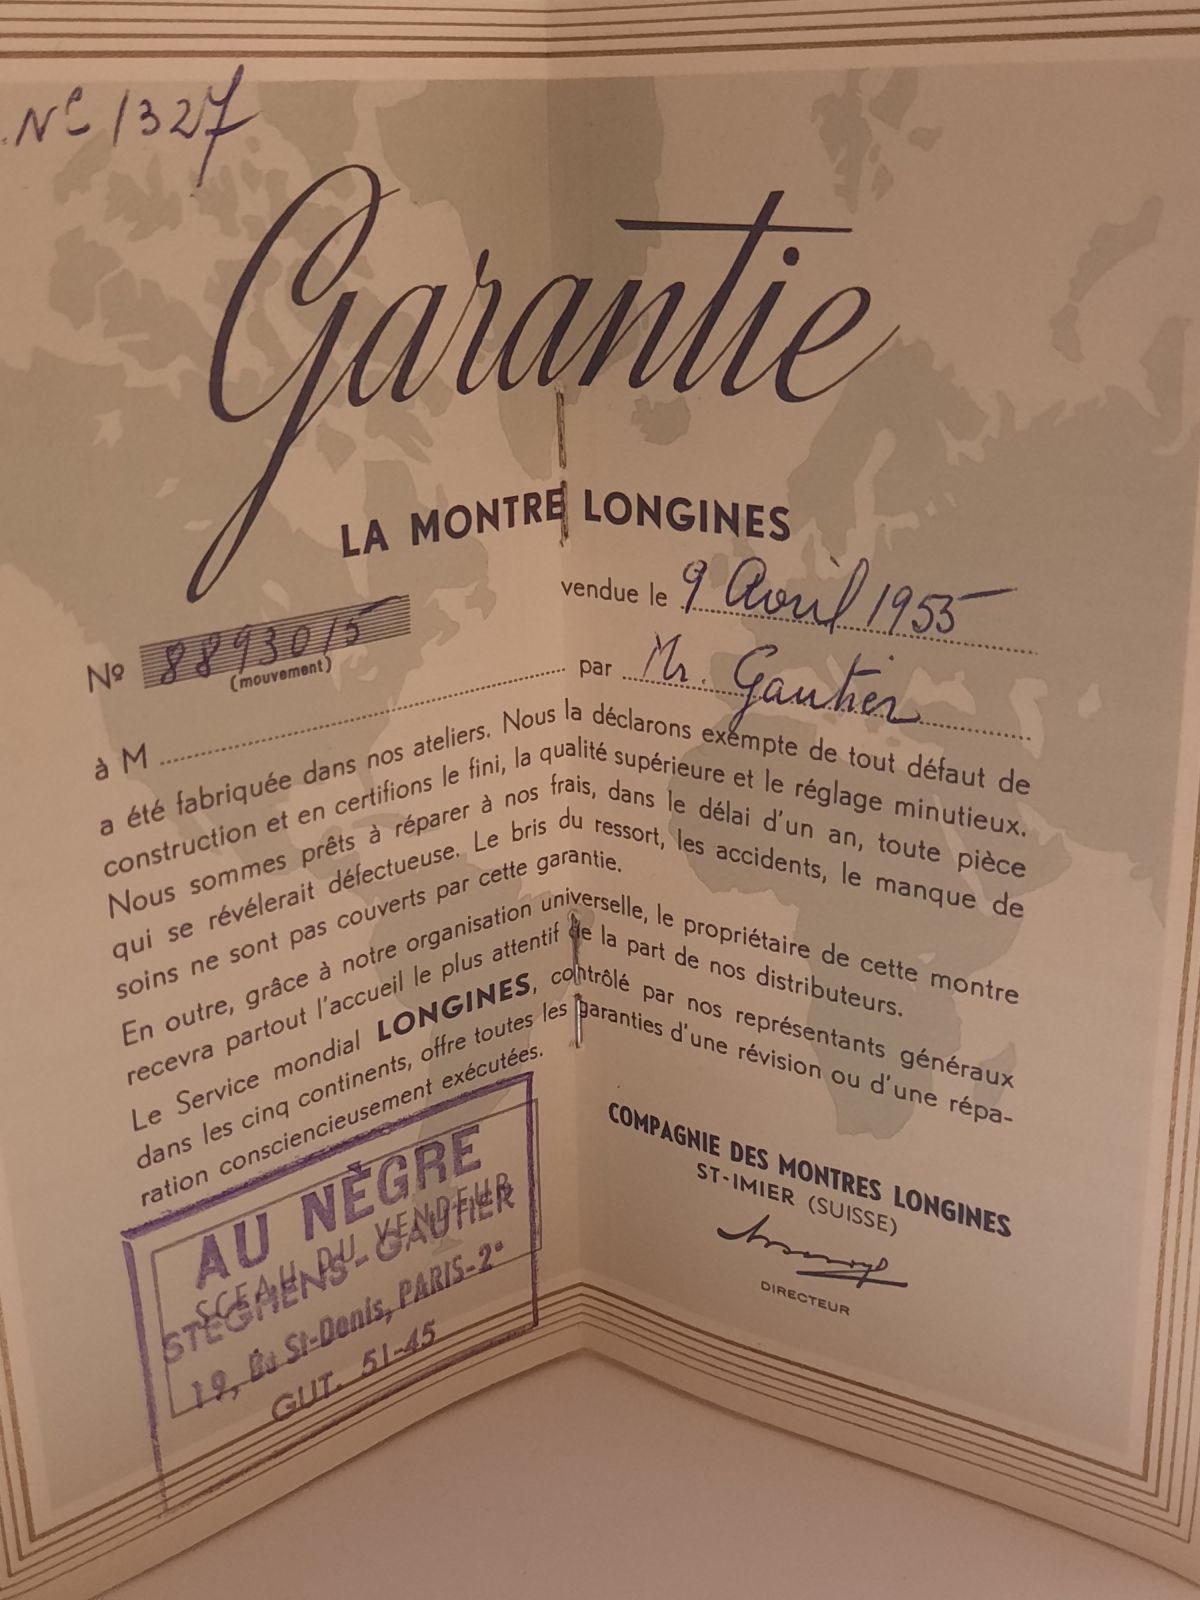 Nº 1327
Garantie
LA MONTRE LONGINES
Nº 8893015
(mouvement)
vendue le 9 Avril 1955
à M ........ par Mr. Gautier
a été fabriquée dans nos ateliers. Nous la déclarons exempte de tout défaut de
construction et en certifions le fini, la qualité supérieure et le réglage minutieux.
Nous sommes prêts à réparer à nos frais, dans le délai d'un an, toute pièce
qui se révélerait défectueuse. Le bris du ressort, les accidents, le manque de
soins ne sont pas couverts par cette garantie.
En outre, grâce à notre organisation universelle, le propriétaire de cette montre
recevra partout l'accueil le plus attentif de la part de nos distributeurs.
Le Service mondial LONGINES, contrôlé par nos représentants généraux
dans les cinq continents, offre toutes les garanties d'une révision ou d'une répa-
ration consciencieusement exécutées.
AU NÈGRE
SCEAU DU VENDEUR
STEGHENS-GAUTIER
19, Bd St-Denis, PARIS-2°
GUT. 51-45
COMPAGNIE DES MONTRES LONGINES
ST-IMIER (SUISSE)
DIRECTEUR